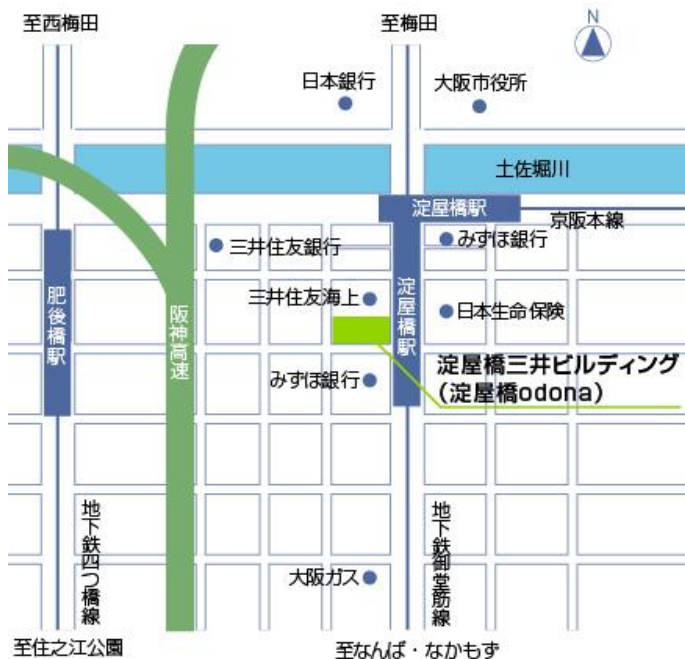 至西梅田
至梅田
N
日本銀行
大阪市役所
土佐堀川
淀屋橋駅
京阪本線
三井住友銀行
みずほ銀行
肥後橋駅
阪神高速
三井住友海上
淀屋橋駅
日本生命保険
淀屋橋三井ビルディング
(淀屋橋odona)
みずほ銀行
地下鉄四つ橋線
地下鉄御堂筋線
大阪ガス
至住之江公園
至なんば・なかもず